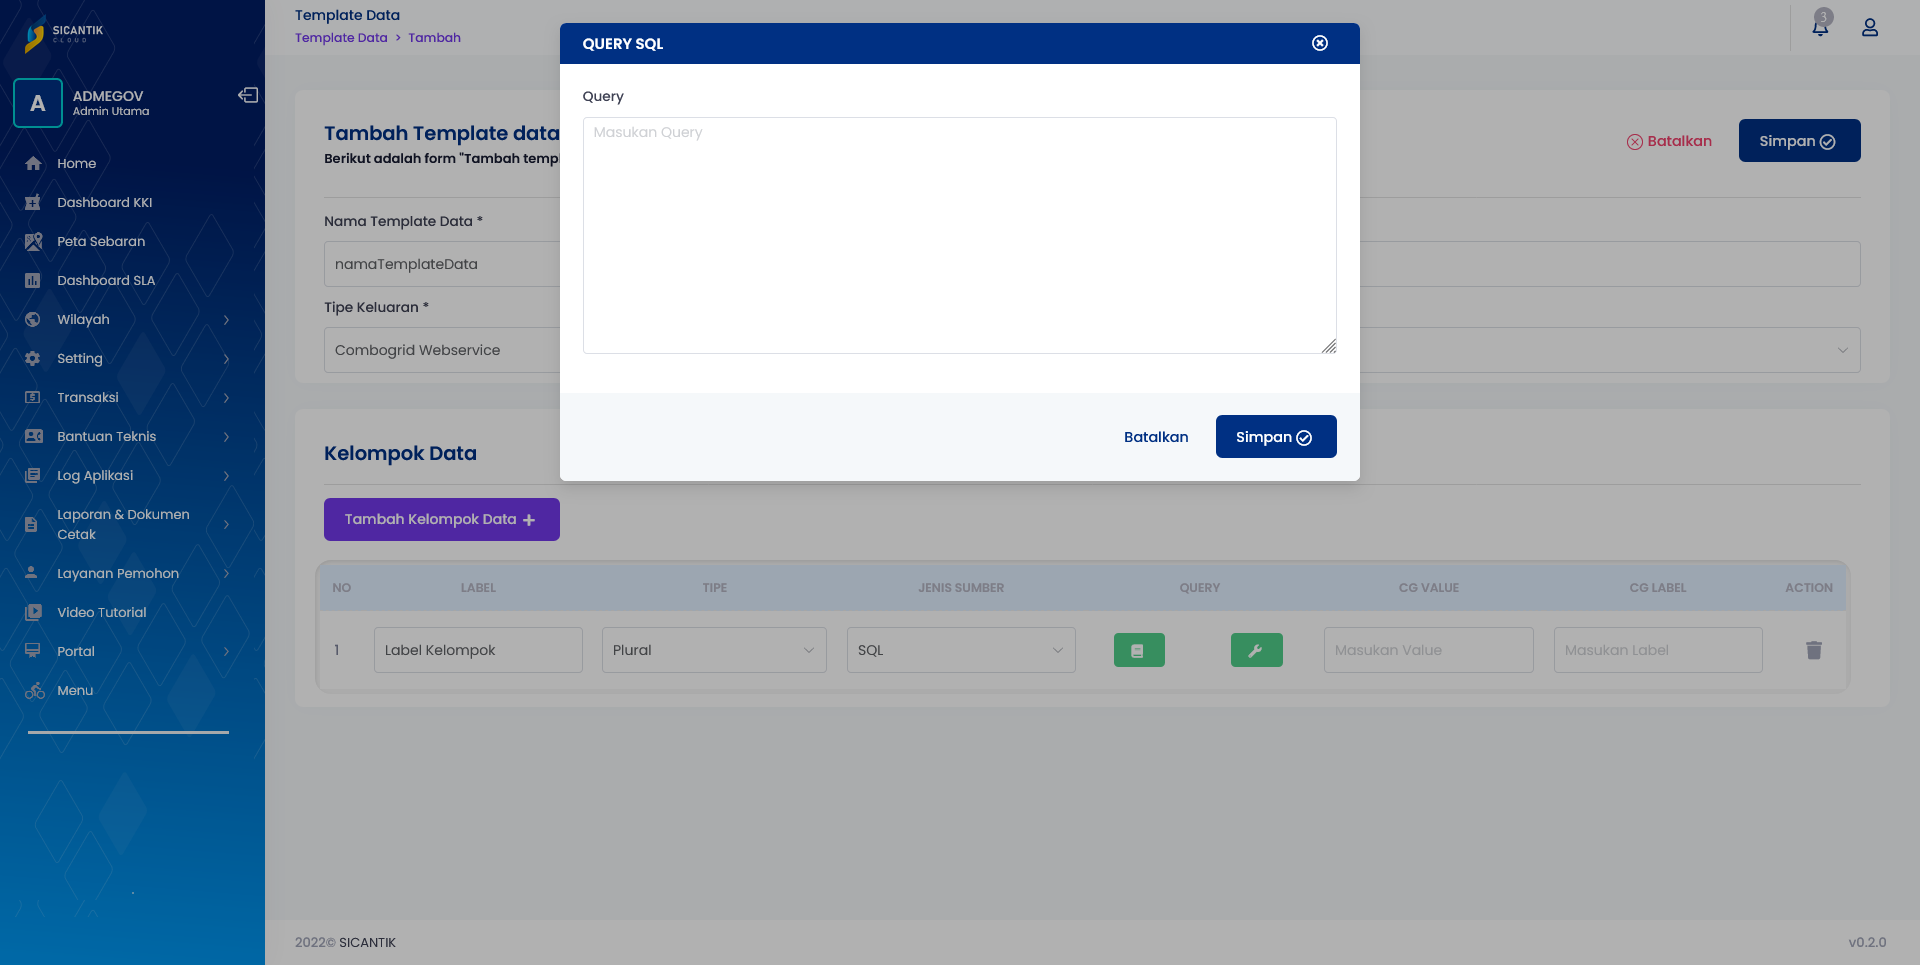 SICANTIK
CLOUD
A
ADMEGOV
Admin Utama
Home
Dashboard KKI
Peta Sebaran
Dashboard SLA
Wilayah
Setting
Transaksi
Bantuan Teknis
Log Aplikasi
Laporan & Dokumen
Cetak
Layanan Pemohon
Video Tutorial
Portal
Menu
Template Data
Template Data > Tambah
3
QUERY SQL
Query
Masukan Query
Batalkan
Simpan
Tambah Template data
Berikut adalah form "Tambah templ
Batalkan
Simpan
Nama Template Data *
namaTemplateData
Tipe Keluaran *
Combogrid Webservice
Kelompok Data
Tambah Kelompok Data +
NO LABEL TIPE JENIS SUMBER QUERY CG VALUE CG LABEL ACTION
1 Label Kelompok Plural SQL Masukan Value Masukan Label
2022© SICANTIK
v0.2.0